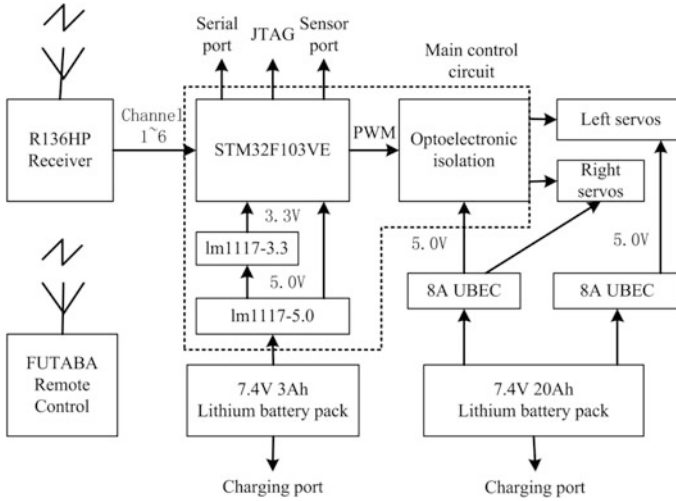 Serial
port
JTAG
Sensor
port
Main control
circuit
R136HP
Receiver
Channel
1~6
STM32F103VE
PWM
Optoelectronic
isolation
Left servos
Right
servos
3.3V
lm1117-3.3
5.0V
lm1117-5.0
5.0V
5.0V
8A UBEC
8A UBEC
FUTABA
Remote
Control
7.4V 3Ah
Lithium battery pack
7.4V 20Ah
Lithium battery pack
Charging port
Charging port